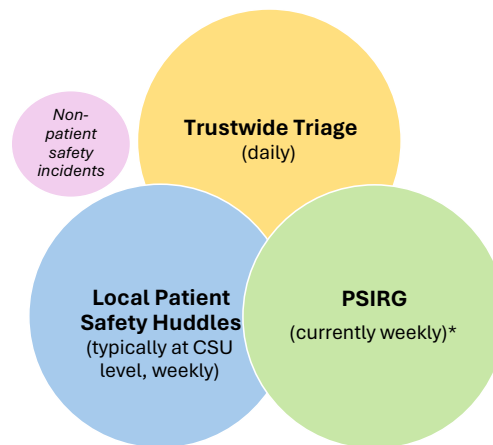 Non-
patient
safety
incidents
Trustwide Triage
(daily)
Local Patient
Safety Huddles
(typically at CSU
level, weekly)
PSIRG
(currently weekly)*